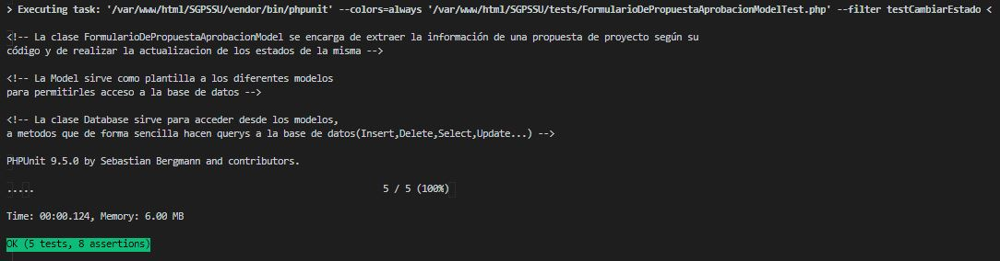 > Executing task: '/var/www/html/SGPSSU/vendor/bin/phpunit' --colors=always '/var/www/html/SGPSSU/tests/FormularioDePropuestaAprobacionModelTest.php' --filter testCambiarEstado <
<!-- La clase FormularioDePropuestaAprobacionModel se encarga de extraer la información de una propuesta de proyecto según su
código y de realizar la actualizacion de los estados de la misma -->
<!-- La Model sirve como plantilla a los diferentes modelos
para permitirles acceso a la base de datos -->
<!-- La clase Database sirve para acceder desde los modelos,
a metodos que de forma sencilla hacen querys a la base de datos(Insert,Delete,Select,Update...) -->
PHPUnit 9.5.0 by Sebastian Bergmann and contributors.
..... 5 / 5 (100%)
Time: 00:00.124, Memory: 6.00 MB
OK (5 tests, 8 assertions)